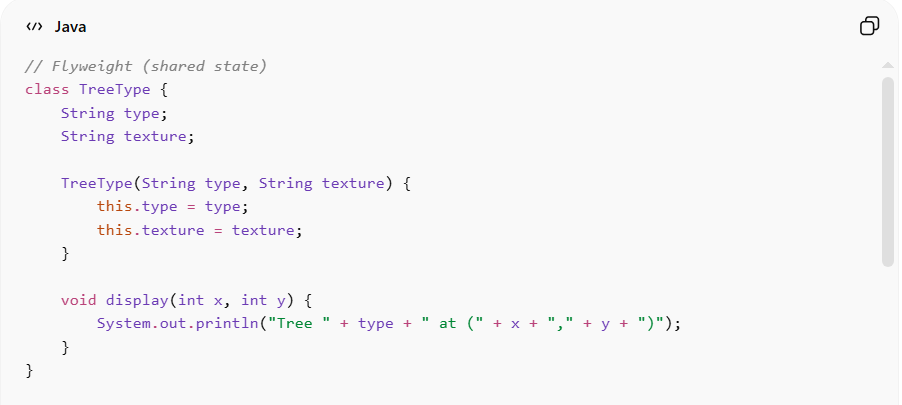 </> Java
// Flyweight (shared state)
class TreeType {
    String type;
    String texture;

    TreeType(String type, String texture) {
        this.type = type;
        this.texture = texture;
    }

    void display(int x, int y) {
        System.out.println("Tree " + type + " at (" + x + "," + y + ")");
    }
}